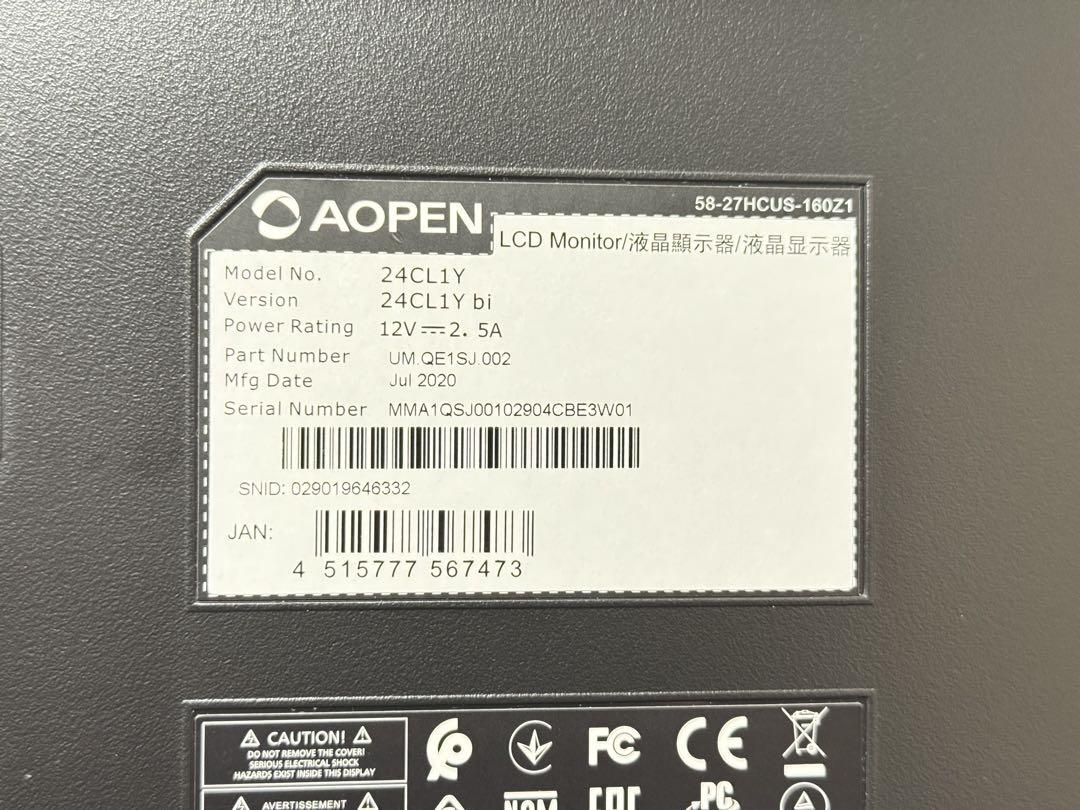 AOPEN
58-27HCUS-160Z1
LCD Monitor/液晶顯示器/液晶显示器
Model No. 24CL1Y
Version 24CL1Y bi
Power Rating 12V⎓2. 5A
Part Number UM.QE1SJ.002
Mfg Date Jul 2020
Serial Number MMA1QSJ00102904CBE3W01
SNID: 029019646332
JAN:
4 515777 567473
CAUTION!
DO NOT REMOVE THE COVER!
SERIOUS ELECTRICAL SHOCK
HAZARDS EXIST INSIDE THIS DISPLAY
FC CE
AVERTISSEMENT
NOM
PC